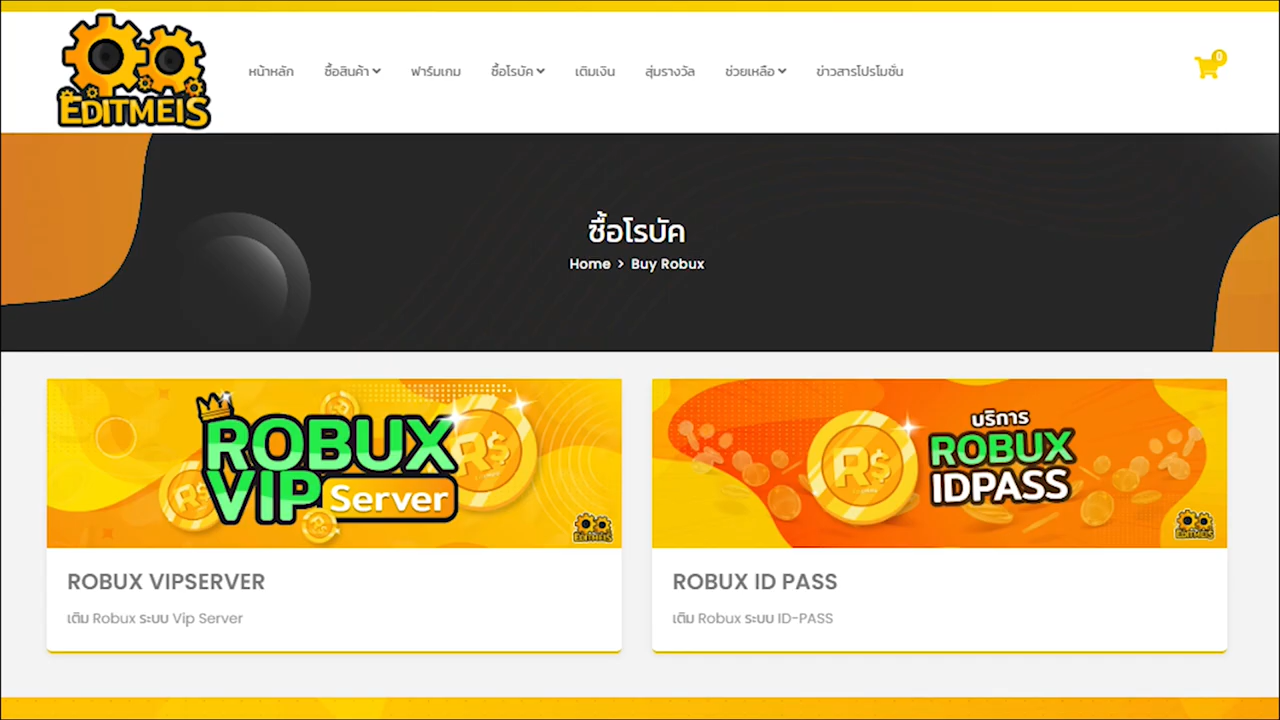 EDITMEIS
หน้าหลัก
ซื้อสินค้า
ฟาร์มเกม
ซื้อโรบัค
เติมเงิน
สุ่มรางวัล
ช่วยเหลือ
ข่าวสารโปรโมชั่น
0
ซื้อโรบัค
Home > Buy Robux
ROBUX
VIP Server
R$
R$
EDITMEIS
บริการ
ROBUX
IDPASS
R$
EDITMEIS
ROBUX VIPSERVER
เติม Robux ระบบ Vip Server
ROBUX ID PASS
เติม Robux ระบบ ID-PASS